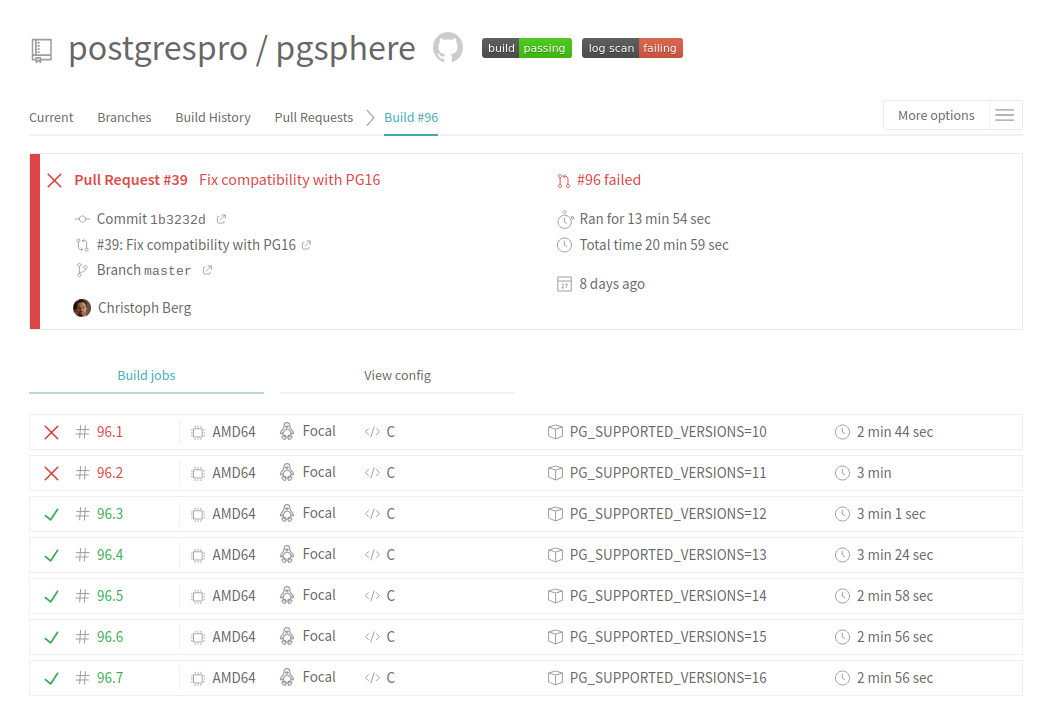 postgrespro / pgsphere build passing log scan failing
Current Branches Build History Pull Requests Build #96 More options
Pull Request #39 Fix compatibility with PG16 #96 failed
Commit 1b3232d Ran for 13 min 54 sec
#39: Fix compatibility with PG16 Total time 20 min 59 sec
Branch master 27 8 days ago
Christoph Berg
Build jobs View config
# 96.1 AMD64 Focal </> C PG_SUPPORTED_VERSIONS=10 2 min 44 sec
# 96.2 AMD64 Focal </> C PG_SUPPORTED_VERSIONS=11 3 min
# 96.3 AMD64 Focal </> C PG_SUPPORTED_VERSIONS=12 3 min 1 sec
# 96.4 AMD64 Focal </> C PG_SUPPORTED_VERSIONS=13 3 min 24 sec
# 96.5 AMD64 Focal </> C PG_SUPPORTED_VERSIONS=14 2 min 58 sec
# 96.6 AMD64 Focal </> C PG_SUPPORTED_VERSIONS=15 2 min 56 sec
# 96.7 AMD64 Focal </> C PG_SUPPORTED_VERSIONS=16 2 min 56 sec